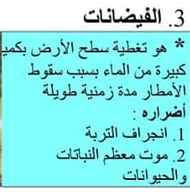 3. الفيضانات
* هو تغطية سطح الأرض بكمية
كبيرة من الماء بسبب سقوط
الأمطار مدة زمنية طويلة
أضراره :
1. انجراف التربة
2. موت معظم النباتات
والحيوانات